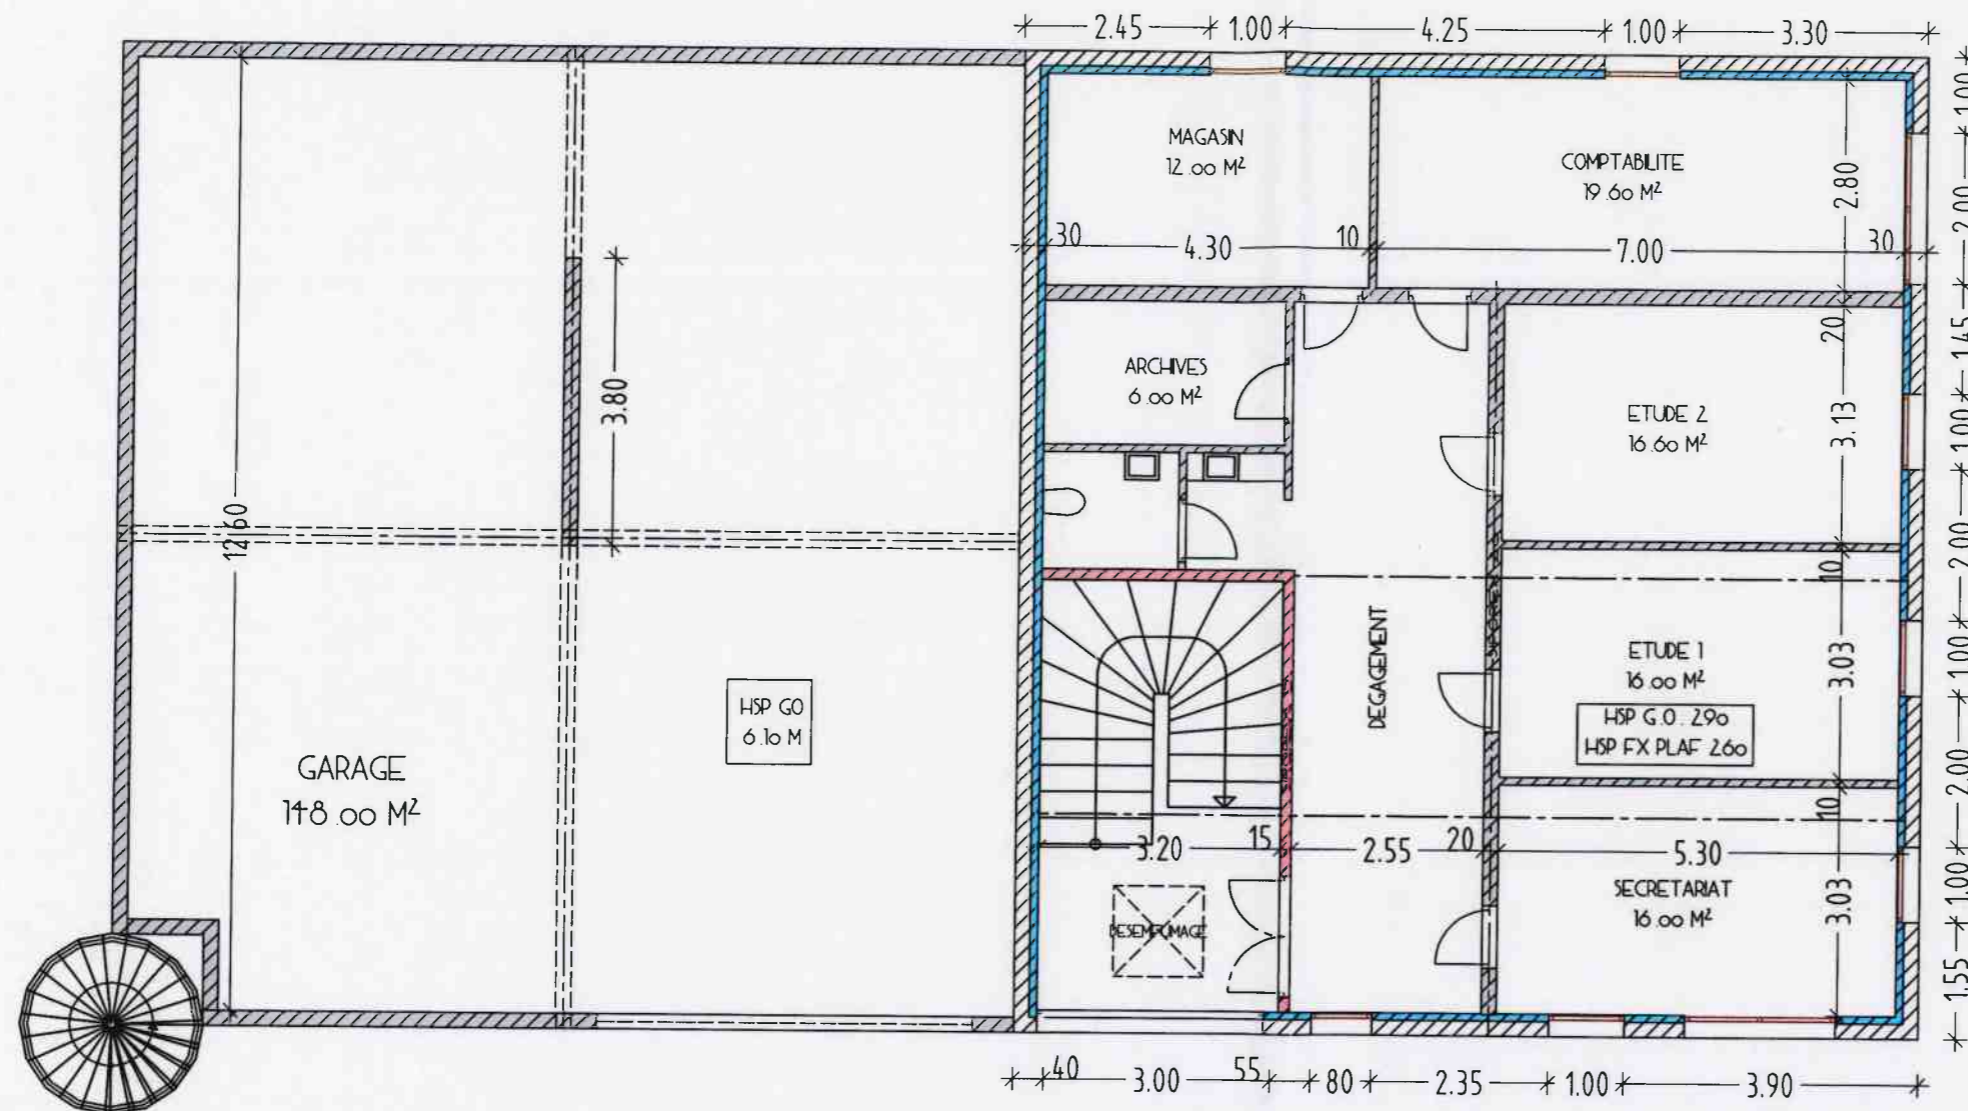 2.45 1.00 4.25 1.00 3.30
MAGASIN
12.00 M²
COMPTABILITE
19.60 M²
2.80
30 4.30 10 7.00 30
20
ARCHIVES
6.00 M²
ETUDE 2
16.60 M²
3.13
3.80
12.60
10
DEGAGEMENT
ETUDE 1
16.00 M²
HSP G.O. 2.90
HSP FX PLAF 2.60
3.03
HSP GO
6.10 M
GARAGE
148.00 M²
10
3.20 15 2.55 20 5.30
SECRETARIAT
16.00 M²
3.03
DESENFUMAGE
40 3.00 55 80 2.35 1.00 3.90
1.00
2.00
1.45
1.00
2.00
1.00
2.00
1.00
1.55